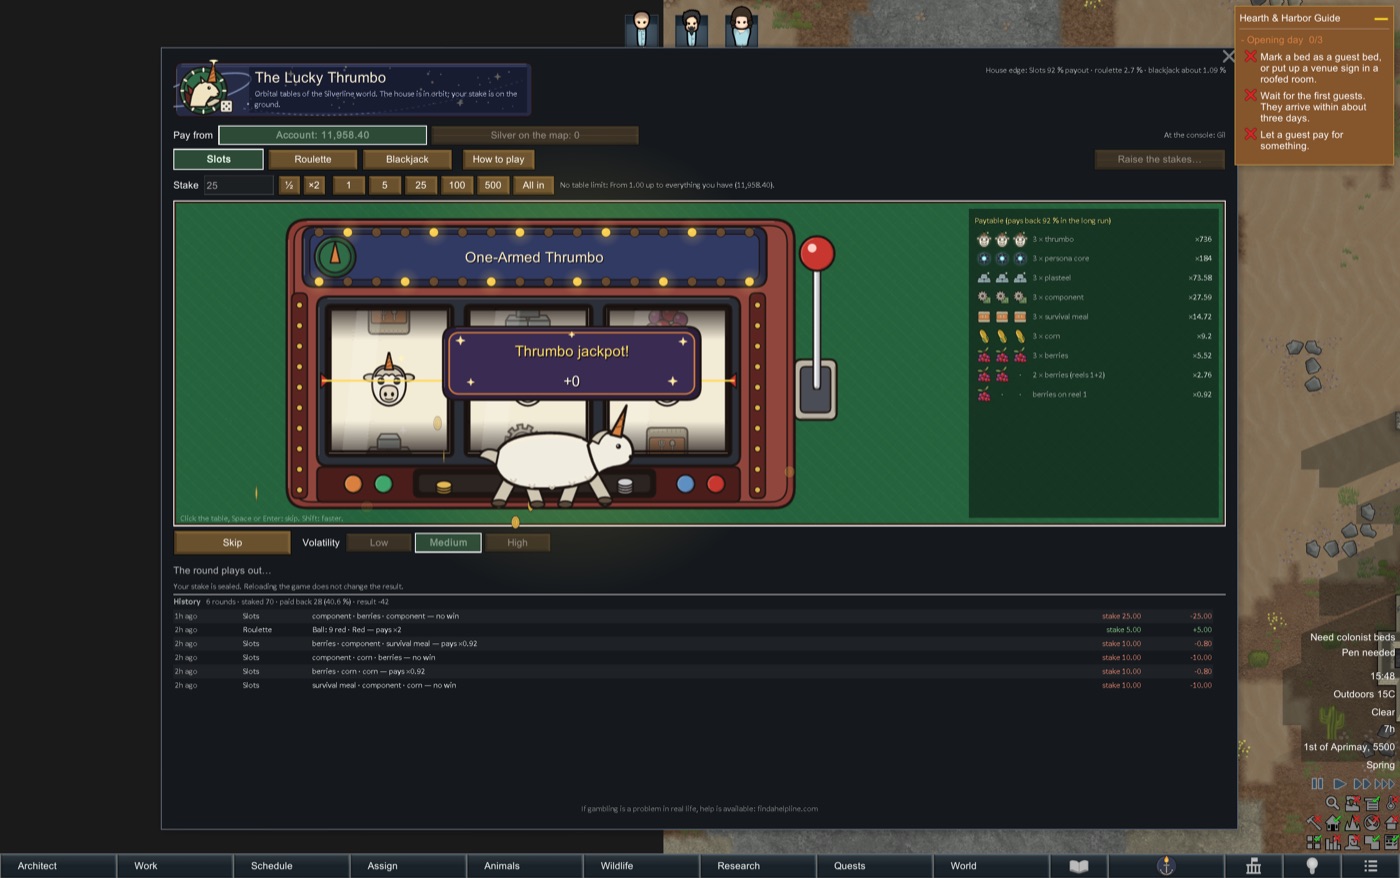 Hearth & Harbor Guide
- Opening day 0/3
Mark a bed as a guest bed,
or put up a venue sign in a
roofed room.
Wait for the first guests.
They arrive within about
three days.
Let a guest pay for
something.
The Lucky Thrumbo
Orbital tables of the Silverline world. The house is in orbit; your stake is on the
ground.
House edge: Slots 92 % payout · roulette 2.7 % · blackjack about 1.09 %
Pay from
Account: 11,958.40
Silver on the map: 0
At the console: Gil
Slots
Roulette
Blackjack
How to play
Raise the stakes...
Stake 25 ½ ×2 1 5 25 100 500 All in
No table limit: From 1.00 up to everything you have (11,958.40).
One-Armed Thrumbo
Thrumbo jackpot!
+0
Click the table, Space or Enter: skip. Shift: faster.
Paytable (pays back 92 % in the long run)
3 × thrumbo ×736
3 × persona core ×184
3 × plasteel ×73.58
3 × component ×27.59
3 × survival meal ×14.72
3 × corn ×9.2
3 × berries ×5.52
2 × berries (reels 1+2) ×2.76
berries on reel 1 ×0.92
Skip
Volatility
Low
Medium
High
The round plays out...
Your stake is sealed. Reloading the game does not change the result.
History 6 rounds · staked 70 · paid back 28 (40.6 %) · result -42
1h ago Slots component · berries · component — no win stake 25.00 -25.00
2h ago Roulette Ball: 9 red · Red — pays ×2 stake 5.00 +5.00
2h ago Slots berries · component · survival meal — pays ×0.92 stake 10.00 -0.80
2h ago Slots component · corn · berries — no win stake 10.00 -10.00
2h ago Slots berries · corn · corn — pays ×0.92 stake 10.00 -0.80
2h ago Slots survival meal · component · corn — no win stake 10.00 -10.00
If gambling is a problem in real life, help is available: findahelpline.com
Need colonist beds
Pen needed
15:48
Outdoors 15C
Clear
7h
1st of Aprimay, 5500
Spring
Architect
Work
Schedule
Assign
Animals
Wildlife
Research
Quests
World